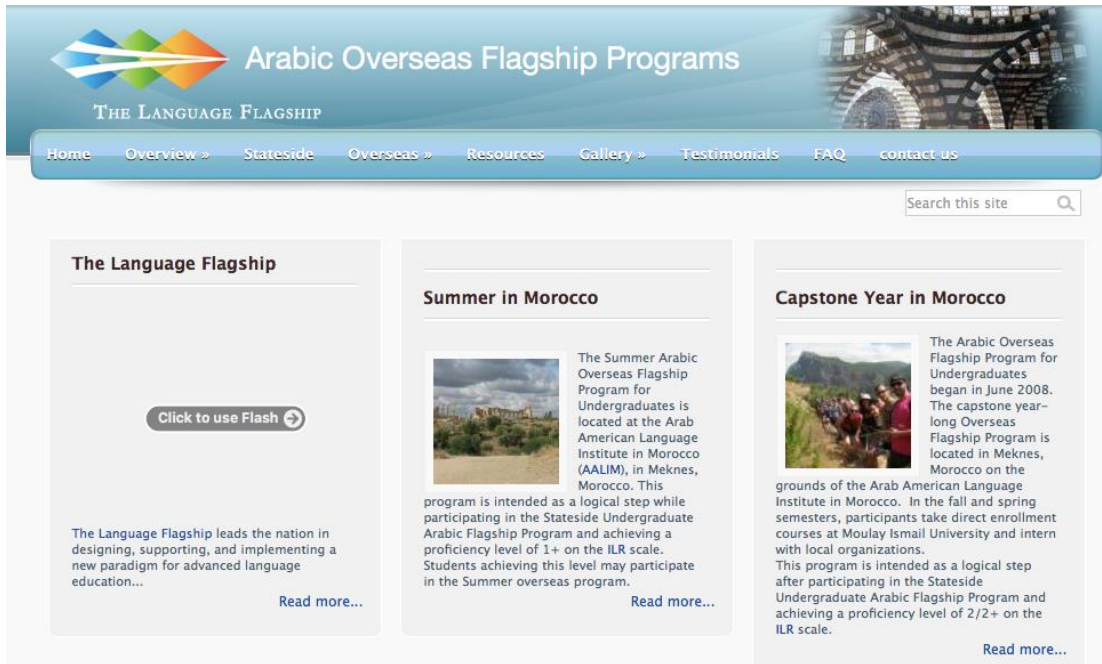 Arabic Overseas Flagship Programs
THE LANGUAGE FLAGSHIP
Home Overview » Stateside Overseas » Resources Gallery » Testimonials FAQ contact us
Search this site
The Language Flagship
Click to use Flash
The Language Flagship leads the nation in
designing, supporting, and implementing a
new paradigm for advanced language
education...
Read more...
Summer in Morocco
The Summer Arabic
Overseas Flagship
Program for
Undergraduates is
located at the Arab
American Language
Institute in Morocco
(AALIM), in Meknes,
Morocco. This
program is intended as a logical step while
participating in the Stateside Undergraduate
Arabic Flagship Program and achieving a
proficiency level of 1+ on the ILR scale.
Students achieving this level may participate
in the Summer overseas program.
Read more...
Capstone Year in Morocco
The Arabic Overseas
Flagship Program for
Undergraduates
began in June 2008.
The capstone year-
long Overseas
Flagship Program is
located in Meknes,
Morocco on the
grounds of the Arab American Language
Institute in Morocco. In the fall and spring
semesters, participants take direct enrollment
courses at Moulay Ismail University and intern
with local organizations.
This program is intended as a logical step
after participating in the Stateside
Undergraduate Arabic Flagship Program and
achieving a proficiency level of 2/2+ on the
ILR scale.
Read more...